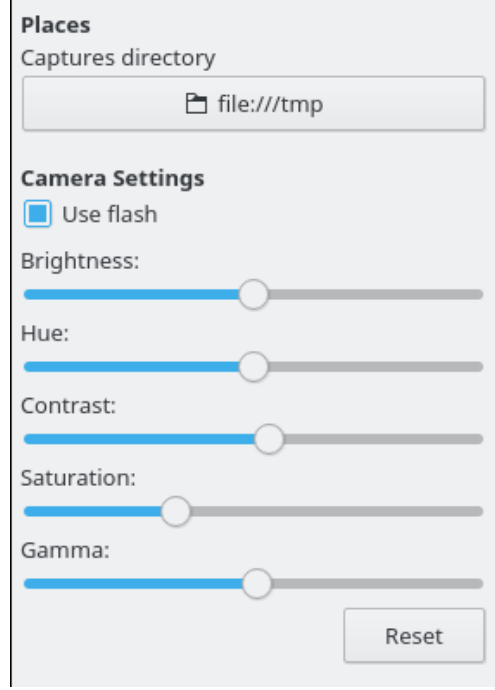 Places
Captures directory
file:///tmp
Camera Settings
Use flash
Brightness:
Hue:
Contrast:
Saturation:
Gamma:
Reset